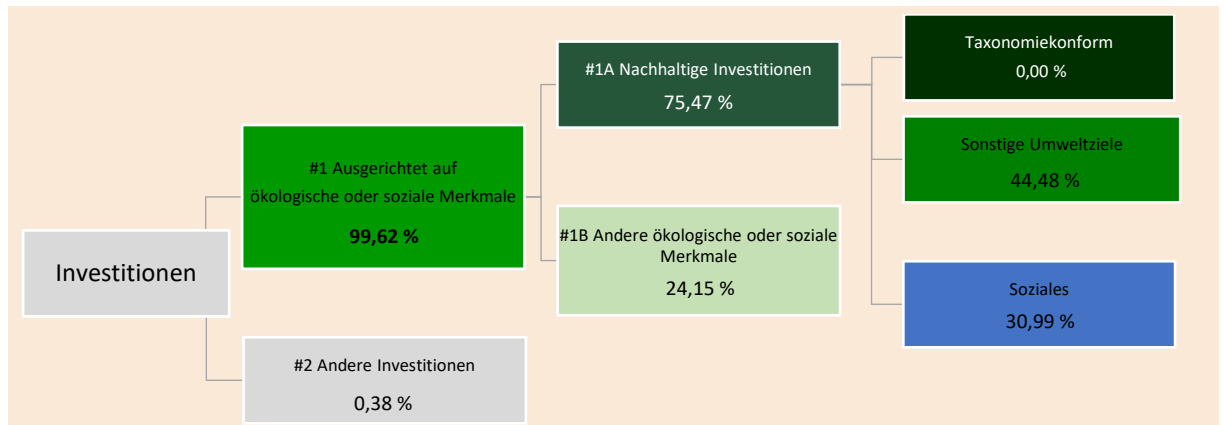 Investitionen
#1 Ausgerichtet auf
ökologische oder soziale Merkmale
99,62 %
#2 Andere Investitionen
0,38 %
#1A Nachhaltige Investitionen
75,47 %
#1B Andere ökologische oder soziale
Merkmale
24,15 %
Taxonomiekonform
0,00 %
Sonstige Umweltziele
44,48 %
Soziales
30,99 %